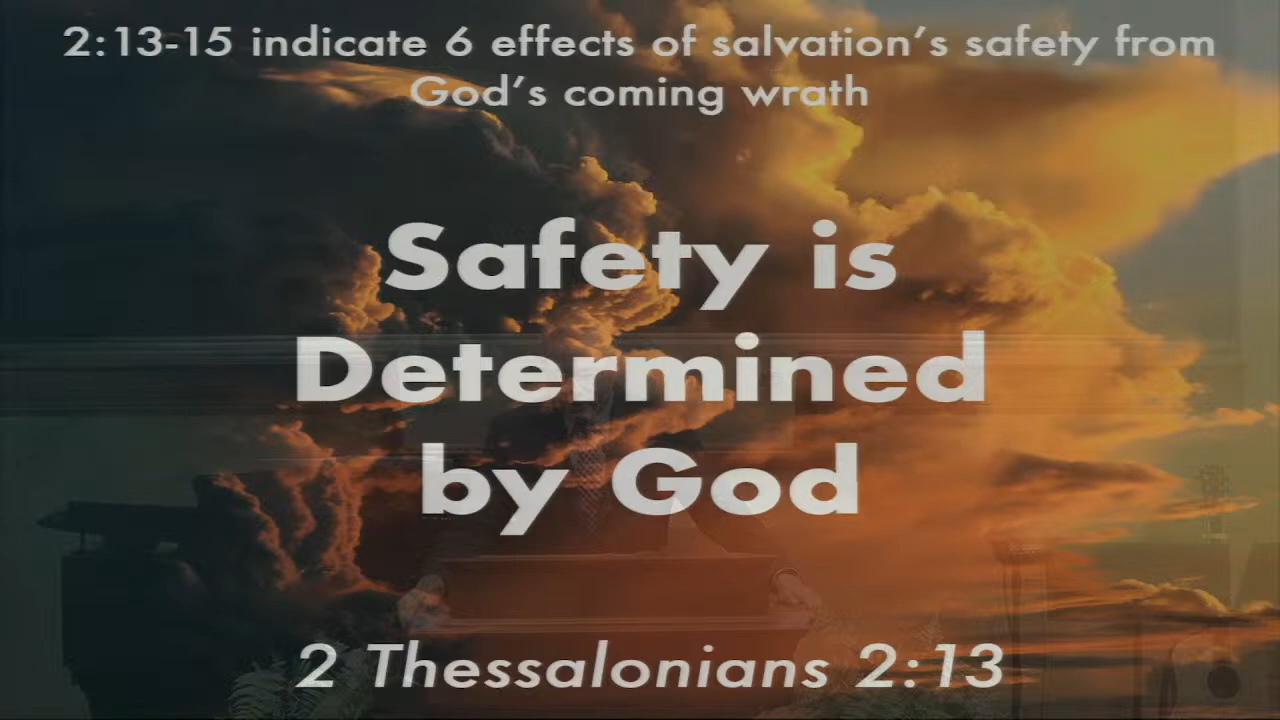 2:13-15 indicate 6 effects of salvation’s safety from
God’s coming wrath
Safety is
Determined
by God
2 Thessalonians 2:13